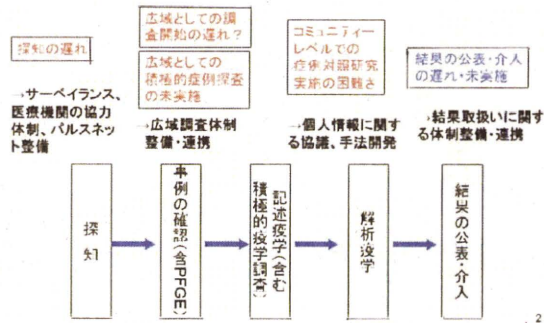 探知の遅れ
広域としての調
査開始の遅れ?
広域としての
積極的症例探査
の未実施
コミュニティー
レベルでの
症例対照研究
実施の困難さ
結果の公表・介入
の遅れ・未実施
→サーベイランス、
医療機関の協力
体制、パルスネッ
ト整備
→広域調査体制
整備・連携
→個人情報に関す
る協議、手法開発
→結果取扱いに関す
る体制整備・連携
探知
事例の確認(含PFGE)
記述疫学(含む
積極的疫学調査)
解析疫学
結果の公表・介入
2